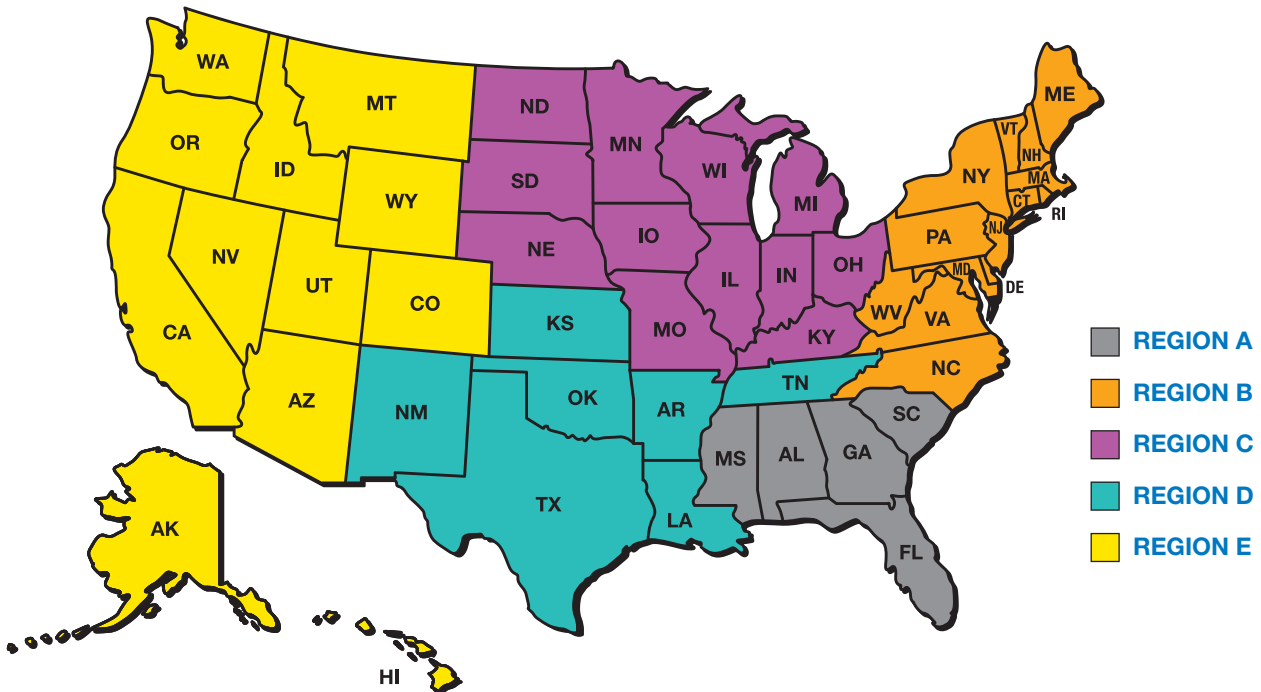 WA
MT
ND
ME
OR
ID
MN
VT
NH
SD
WI
NY
MA
WY
MI
CT
RI
NE
IO
PA
NJ
NV
UT
CO
IL
IN
OH
MD
DE
CA
KS
MO
KY
WV
VA
REGION A
AZ
NM
OK
AR
TN
NC
REGION B
SC
MS
AL
GA
REGION C
TX
LA
REGION D
AK
FL
REGION E
HI